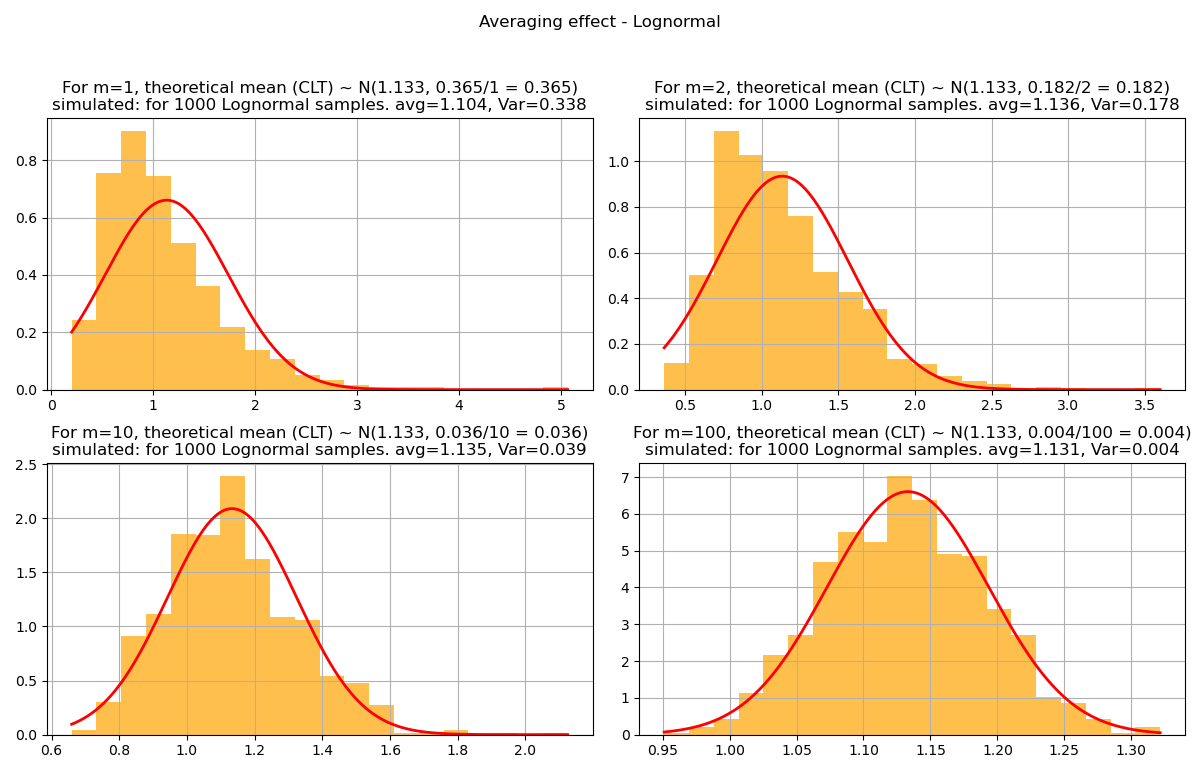 Averaging effect - Lognormal
For m=1, theoretical mean (CLT) ~ N(1.133, 0.365/1 = 0.365)
simulated: for 1000 Lognormal samples. avg=1.104, Var=0.338
0.8
0.6
0.4
0.2
0.0
0 1 2 3 4 5
For m=2, theoretical mean (CLT) ~ N(1.133, 0.182/2 = 0.182)
simulated: for 1000 Lognormal samples. avg=1.136, Var=0.178
1.0
0.8
0.6
0.4
0.2
0.0
0.5 1.0 1.5 2.0 2.5 3.0 3.5
For m=10, theoretical mean (CLT) ~ N(1.133, 0.036/10 = 0.036)
simulated: for 1000 Lognormal samples. avg=1.135, Var=0.039
2.5
2.0
1.5
1.0
0.5
0.0
0.6 0.8 1.0 1.2 1.4 1.6 1.8 2.0
For m=100, theoretical mean (CLT) ~ N(1.133, 0.004/100 = 0.004)
simulated: for 1000 Lognormal samples. avg=1.131, Var=0.004
7
6
5
4
3
2
1
0
0.95 1.00 1.05 1.10 1.15 1.20 1.25 1.30